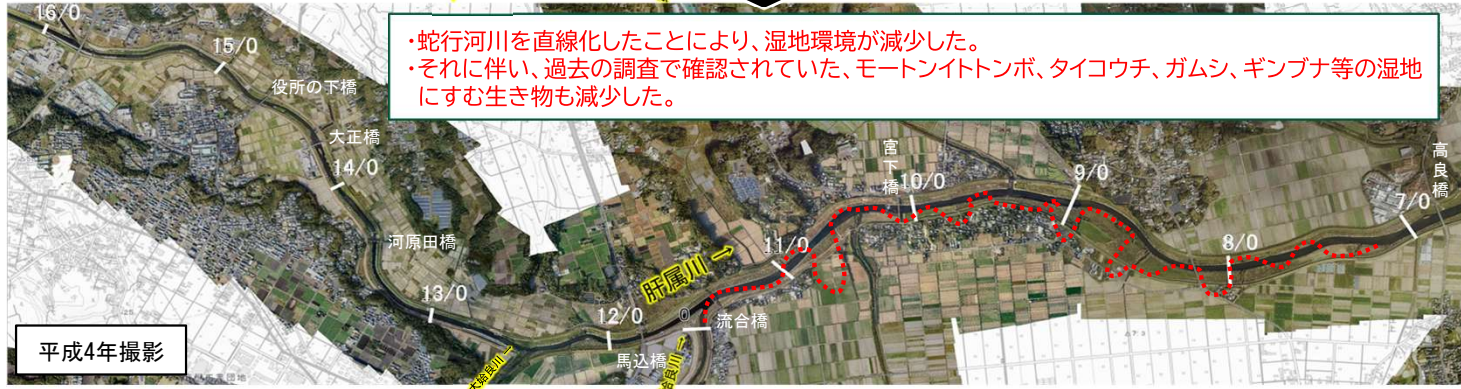 ・蛇行河川を直線化したことにより、湿地環境が減少した。
・それに伴い、過去の調査で確認されていた、モートンイトトンボ、タイコウチ、ガムシ、ギンブナ等の湿地
にすむ生き物も減少した。
16/0
15/0
役所の下橋
大正橋
14/0
河原田橋
13/0
12/0
馬込橋
0
流合橋
肝属川→
11/0
宮下橋
10/0
9/0
8/0
高良橋
7/0
平成4年撮影